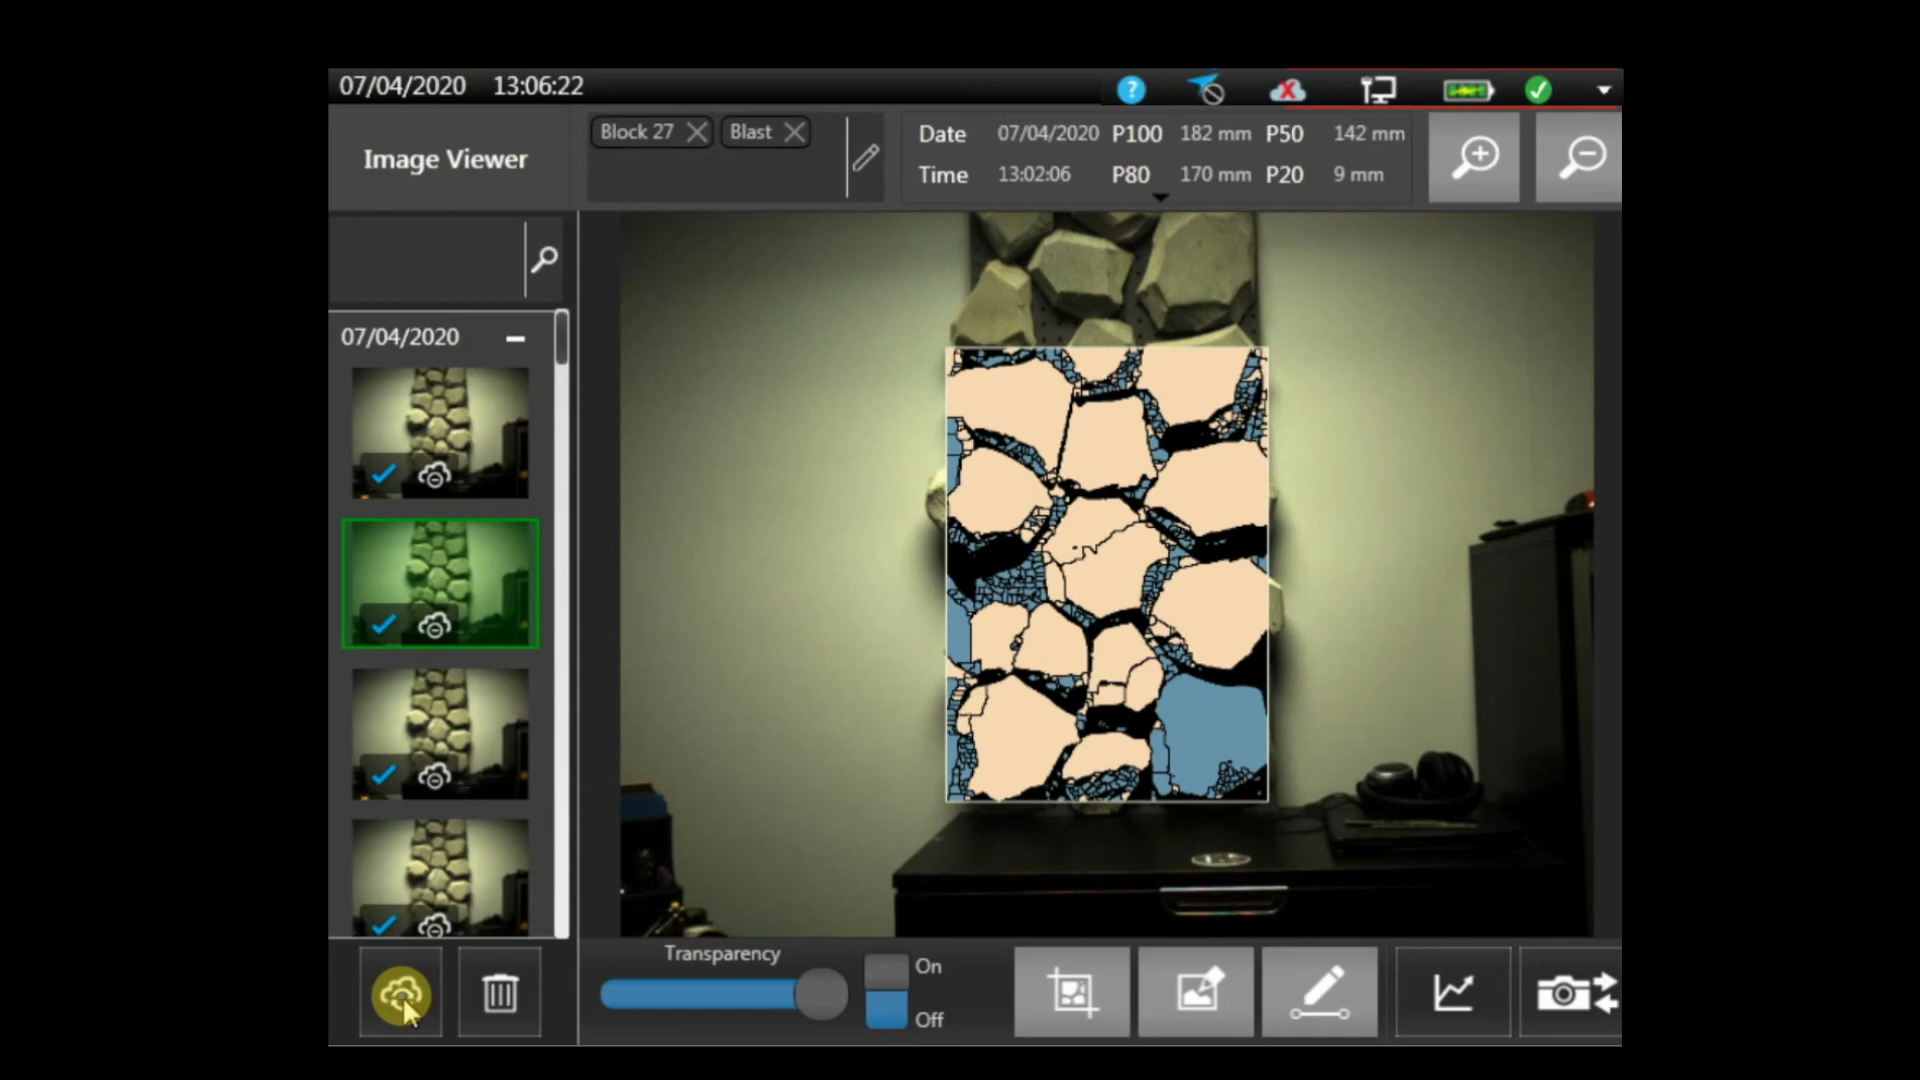 07/04/2020 13:06:22
?
Image Viewer
Block 27
Blast
Date 07/04/2020 P100 182 mm P50 142 mm
Time 13:02:06 P80 170 mm P20 9 mm
07/04/2020
Transparency
On
Off